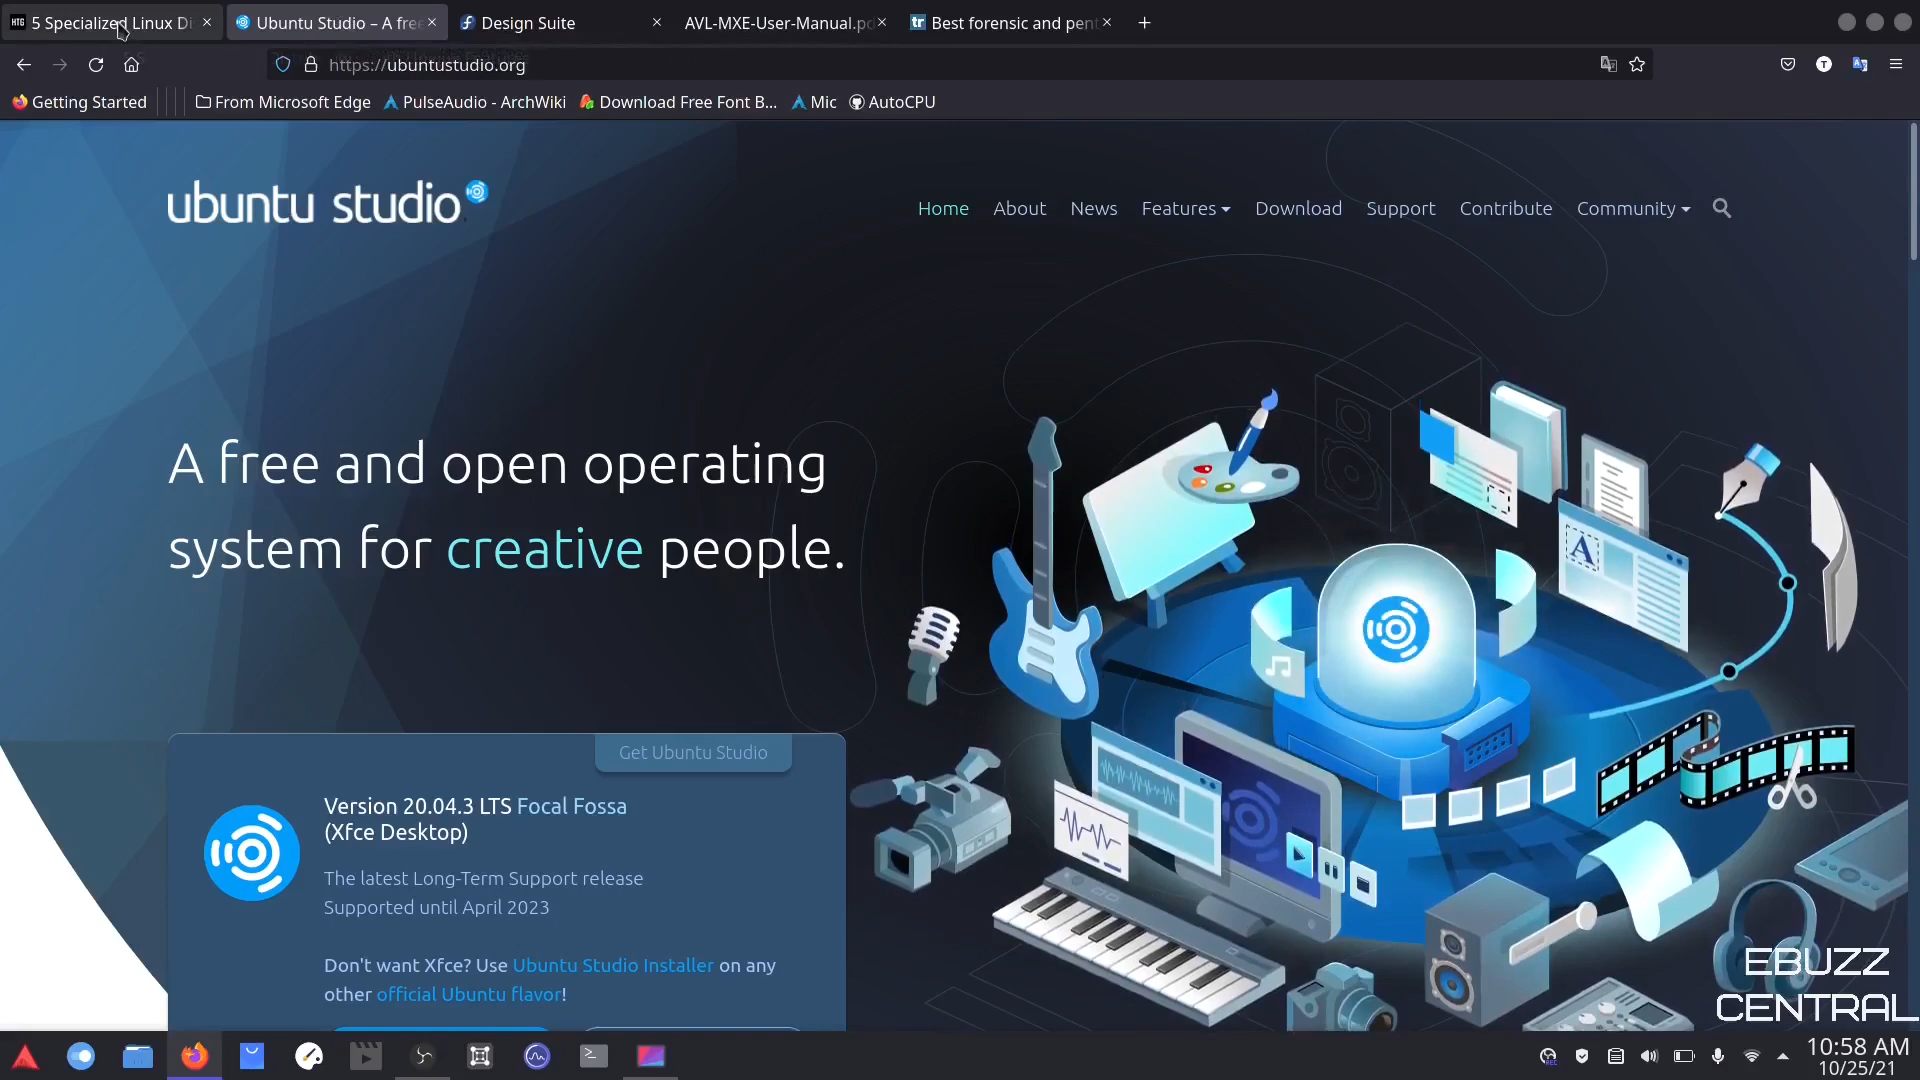 HTG 5 Specialized Linux Di
Ubuntu Studio – A free
Design Suite
AVL-MXE-User-Manual.pd
tr Best forensic and pent
https://ubuntustudio.org
T
Getting Started
From Microsoft Edge
PulseAudio - ArchWiki
Download Free Font B...
Mic
AutoCPU
ubuntu studio
Home
About
News
Features
Download
Support
Contribute
Community
A free and open operating
system for creative people.
A
Get Ubuntu Studio
Version 20.04.3 LTS Focal Fossa
(Xfce Desktop)
The latest Long-Term Support release
Supported until April 2023
Don't want Xfce? Use Ubuntu Studio Installer on any
other official Ubuntu flavor!
EBUZZ
CENTRAL
10:58 AM
10/25/21